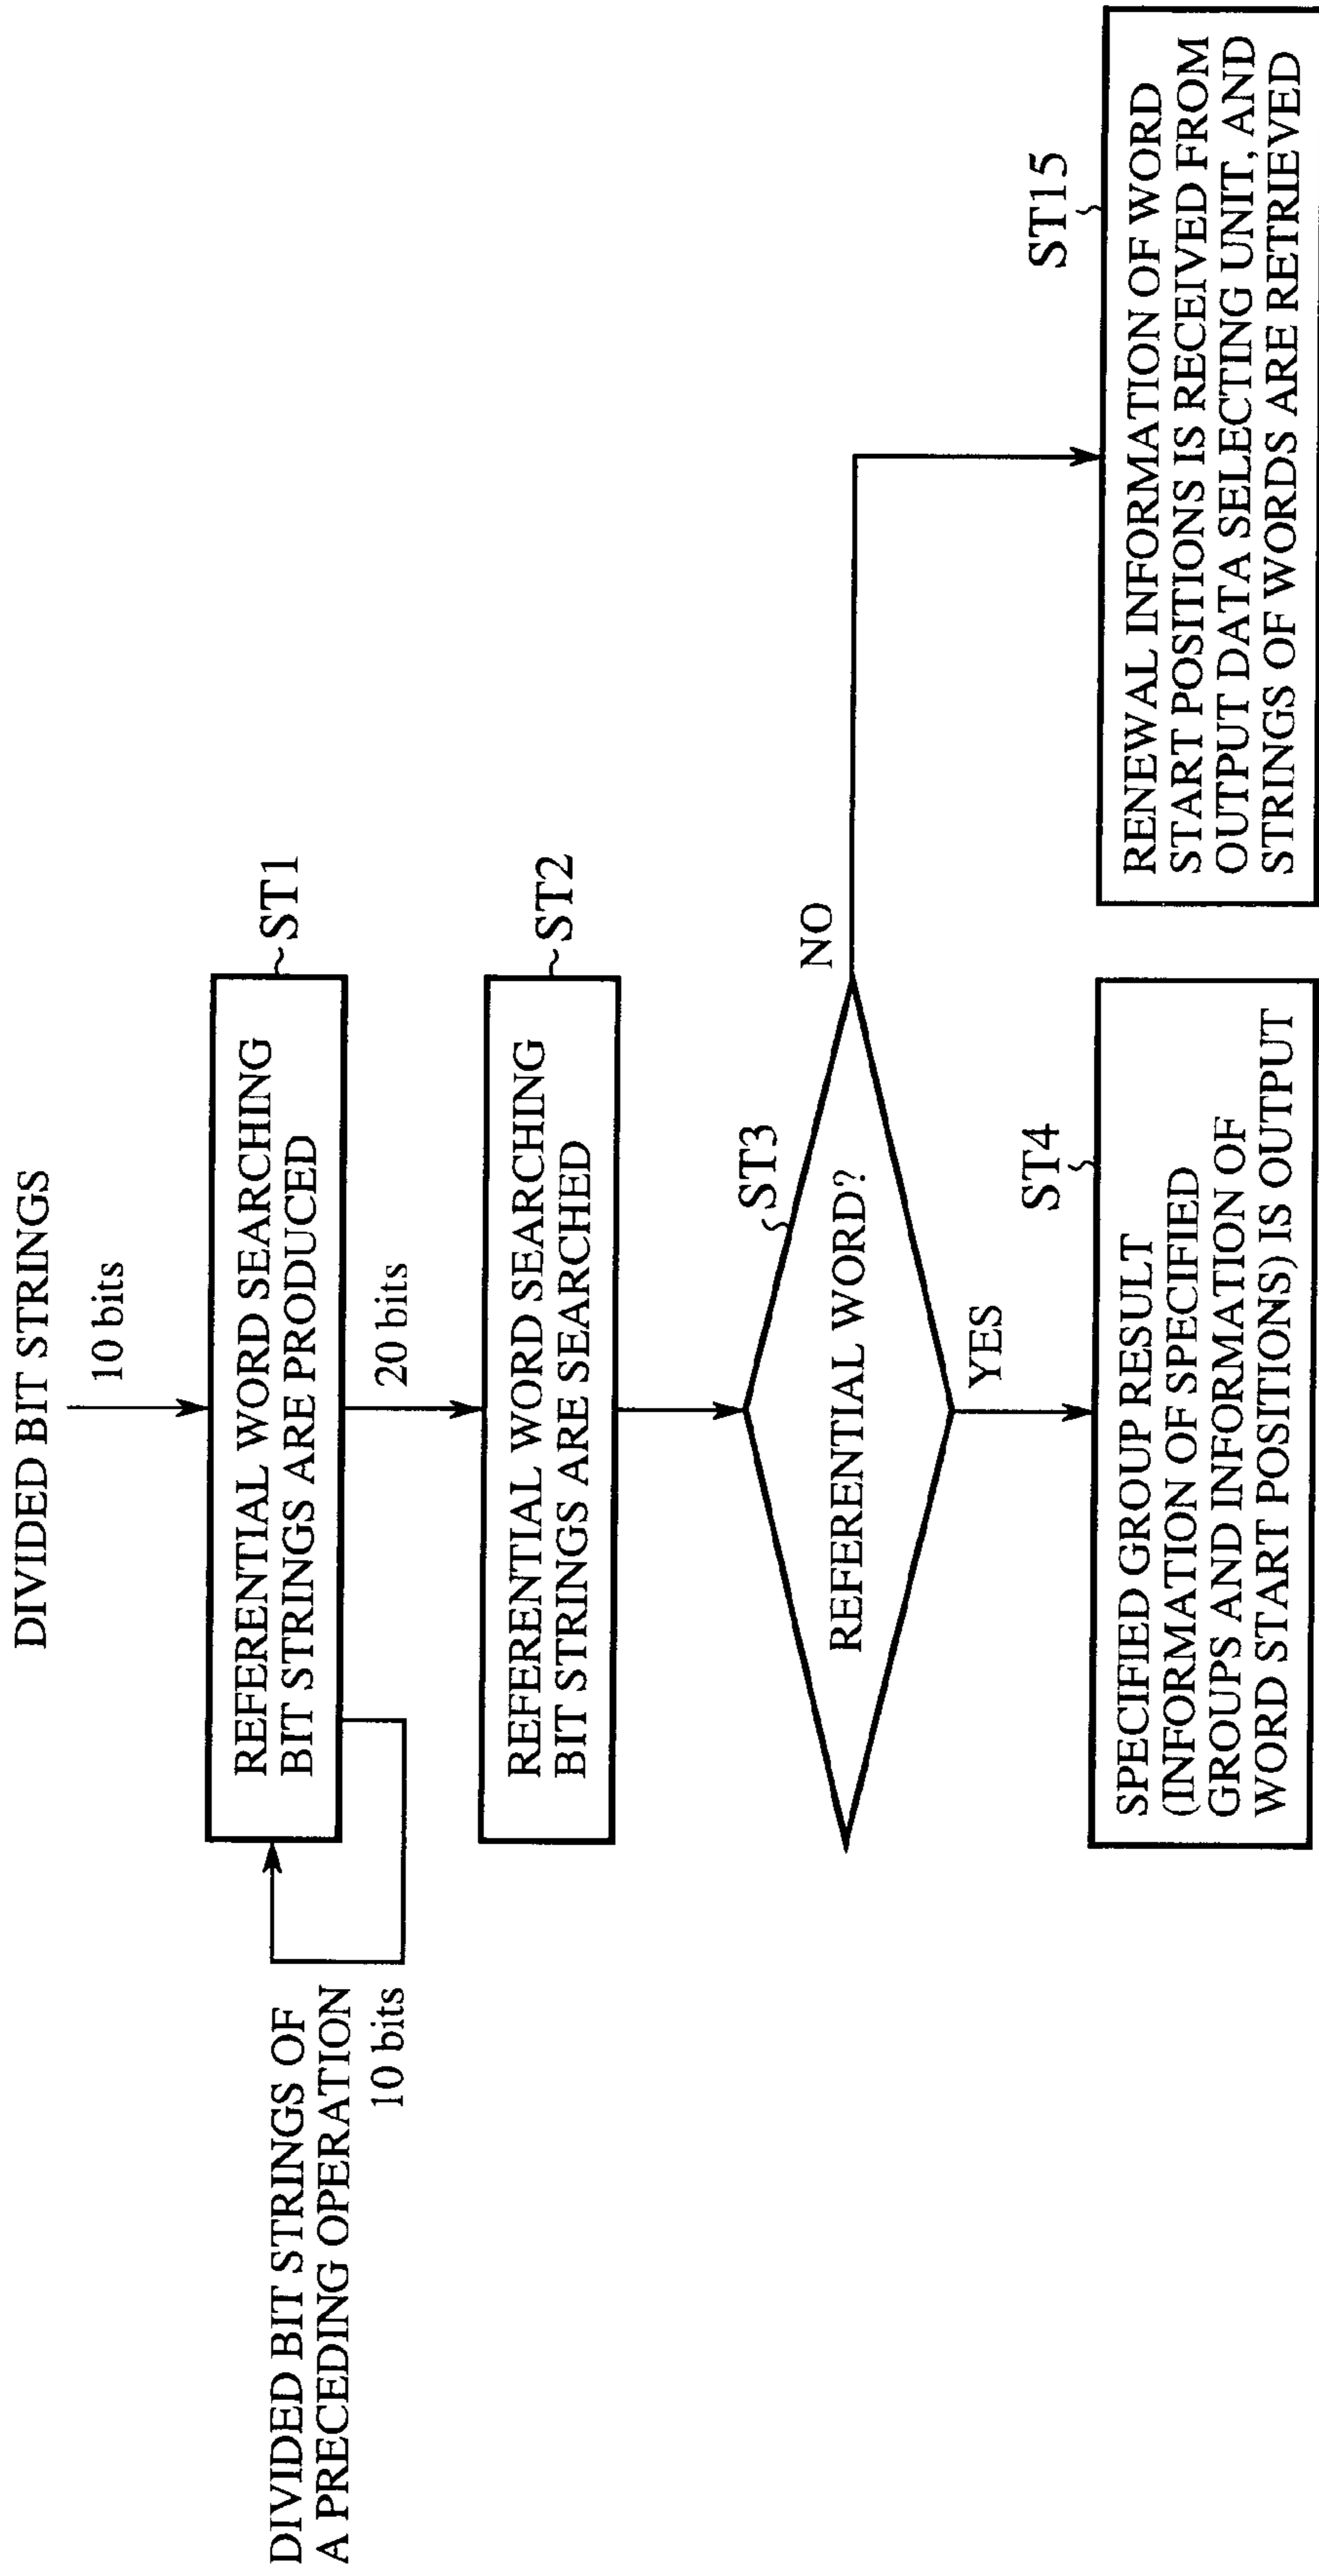 DIVIDED BIT STRINGS
10 bits
DIVIDED BIT STRINGS OF
A PRECEDING OPERATION
10 bits
REFERENTIAL WORD SEARCHING
BIT STRINGS ARE PRODUCED
ST1
20 bits
REFERENTIAL WORD SEARCHING
BIT STRINGS ARE SEARCHED
ST2
ST3
REFERENTIAL WORD?
NO
YES
ST4
SPECIFIED GROUP RESULT
(INFORMATION OF SPECIFIED
GROUPS AND INFORMATION OF
WORD START POSITIONS) IS OUTPUT
ST15
RENEWAL INFORMATION OF WORD
START POSITIONS IS RECEIVED FROM
OUTPUT DATA SELECTING UNIT, AND
STRINGS OF WORDS ARE RETRIEVED